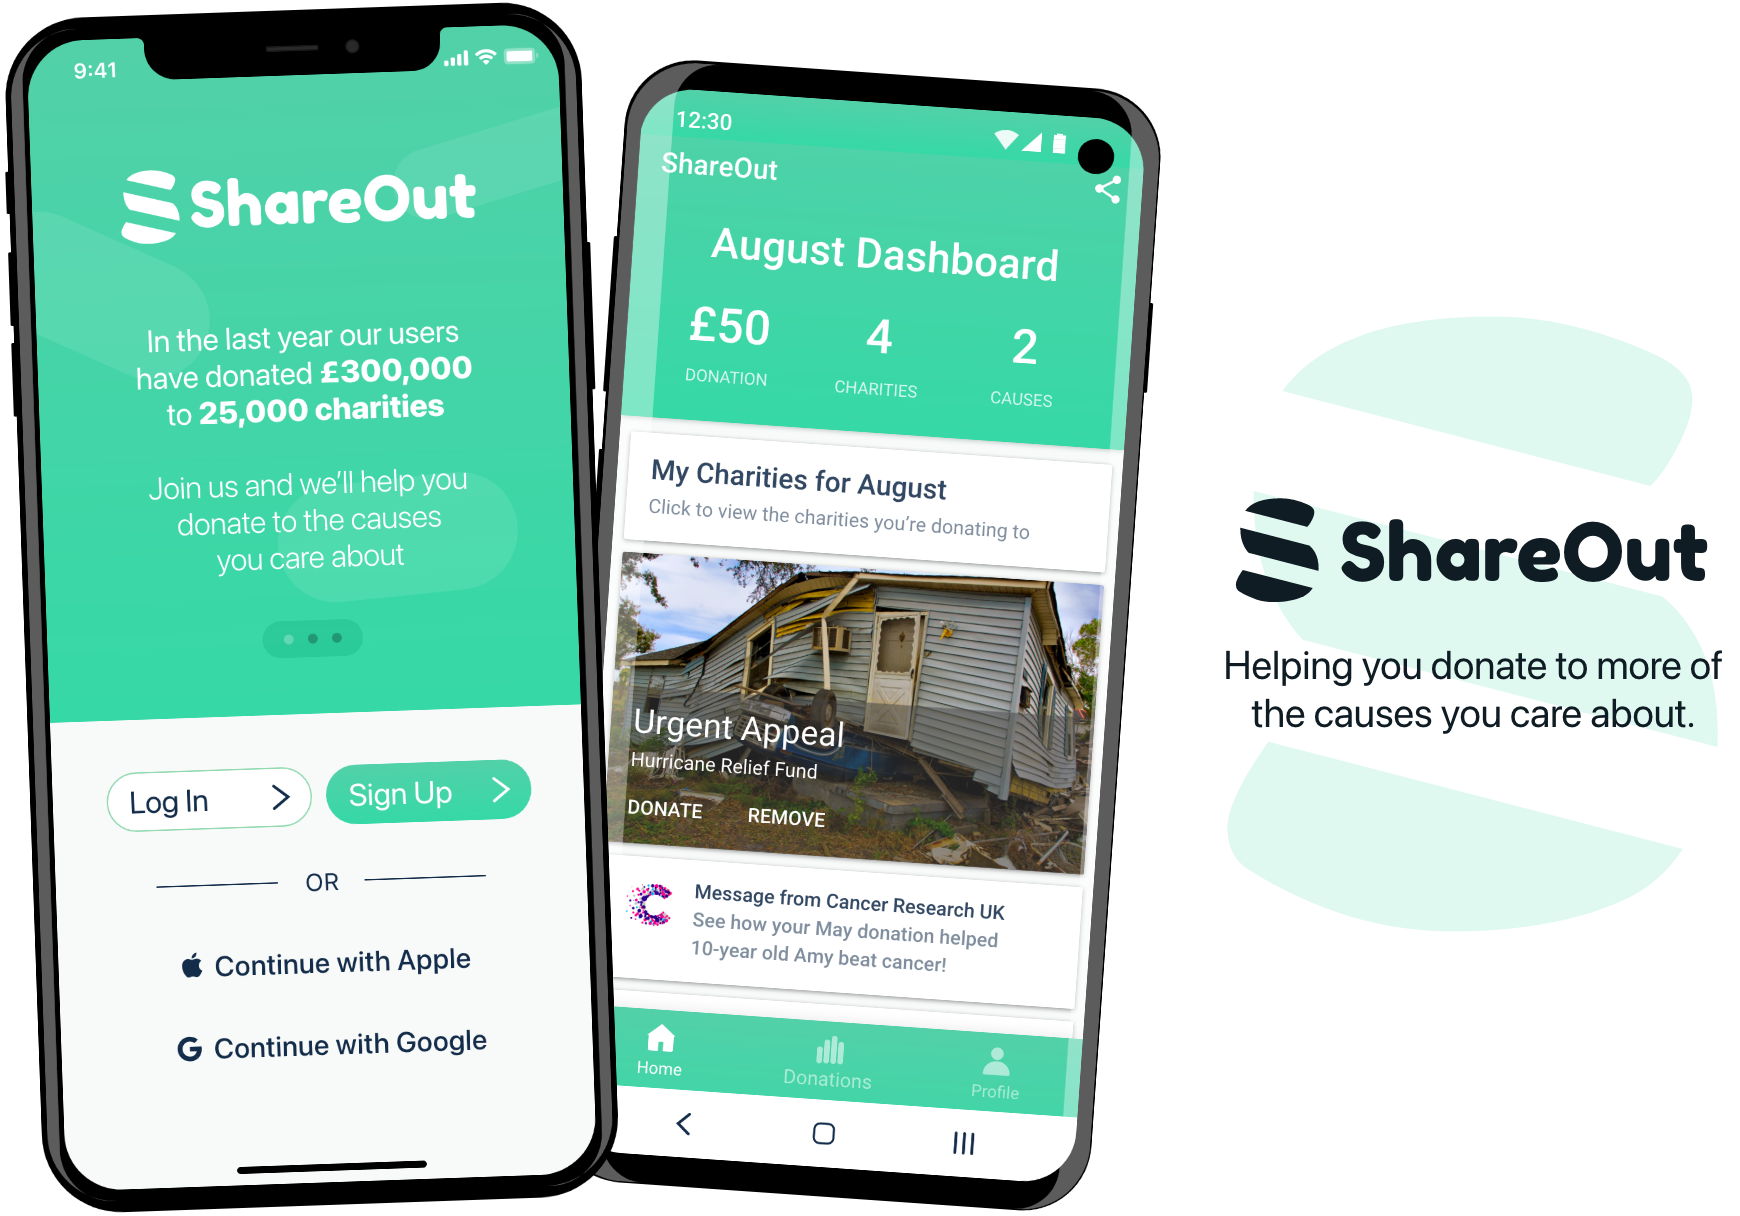 9:41
ShareOut
In the last year our users
have donated £300,000
to 25,000 charities
Join us and we'll help you
donate to the causes
you care about
Log In
Sign Up
OR
Continue with Apple
Continue with Google
12:30
ShareOut
August Dashboard
£50
4
2
DONATION
CHARITIES
CAUSES
My Charities for August
Click to view the charities you're donating to
Urgent Appeal
Hurricane Relief Fund
DONATE
REMOVE
Message from Cancer Research UK
See how your May donation helped
10-year old Amy beat cancer!
Home
Donations
Profile
ShareOut
Helping you donate to more of
the causes you care about.